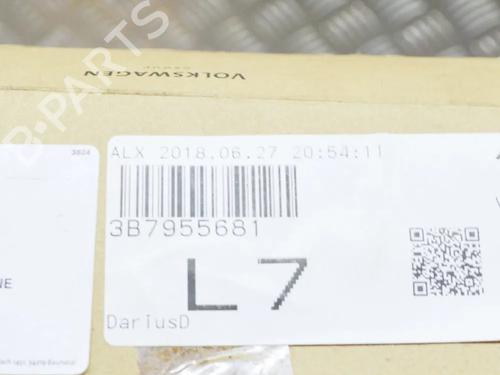 VOLKSWAGEN
B-PARTS
3824
ALX 2018.06.27 20:54:11
3B7955681
L7
DariusD
NE